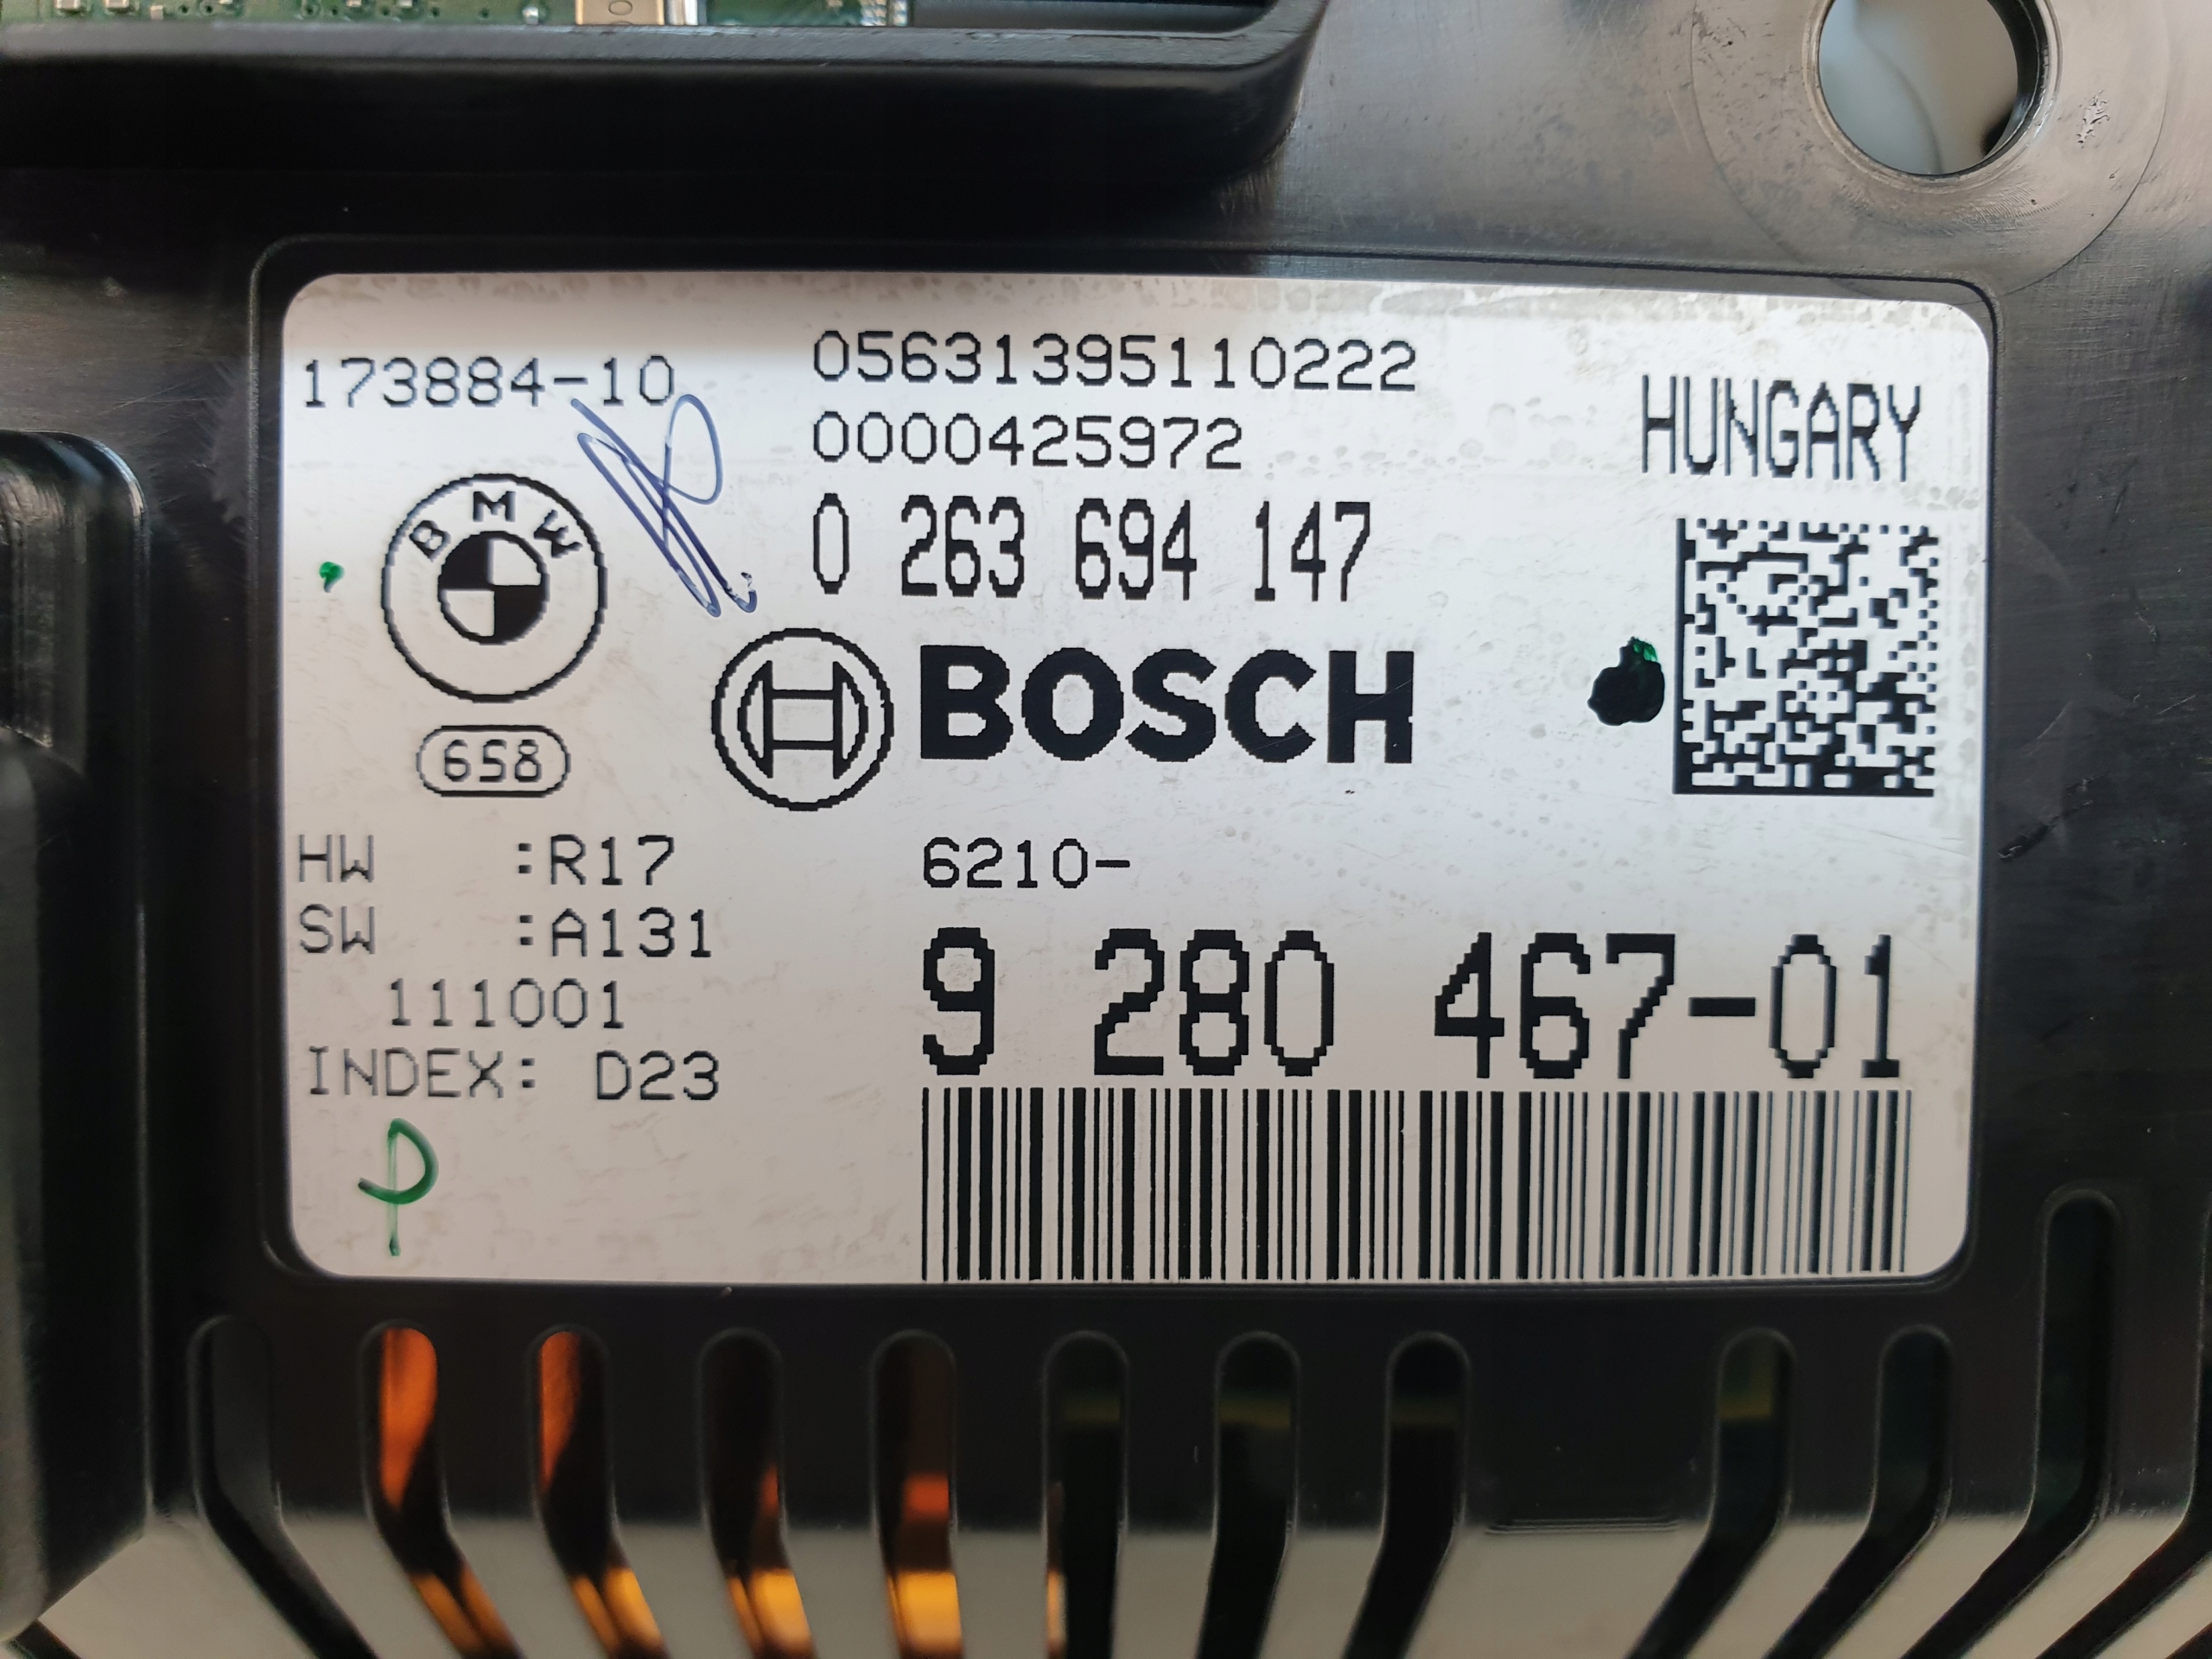 173884-10
05631395110222
0000425972
HUNGARY
0 263 694 147
BMW
BOSCH
658
HW :R17
SW :A131
111001
INDEX: D23
6210-
9 280 467-01
P